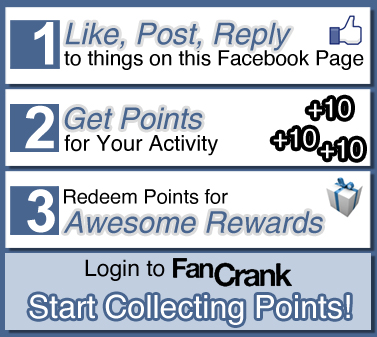 1 Like, Post, Reply
to things on this Facebook Page
2 Get Points
for Your Activity
+10
+10 +10
3 Redeem Points for
Awesome Rewards
Login to FanCrank
Start Collecting Points!